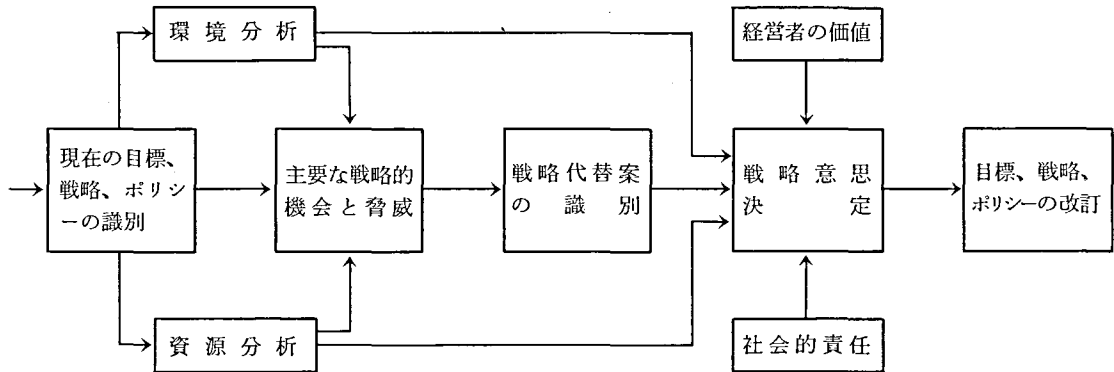 環境分析
経営者の価値
現在の目標、
戦略、ポリシ
ーの識別
主要な戦略的
機会と脅威
戦略代替案
の識別
戦略意思
決定
目標、戦略、
ポリシーの改訂
資源分析
社会的責任